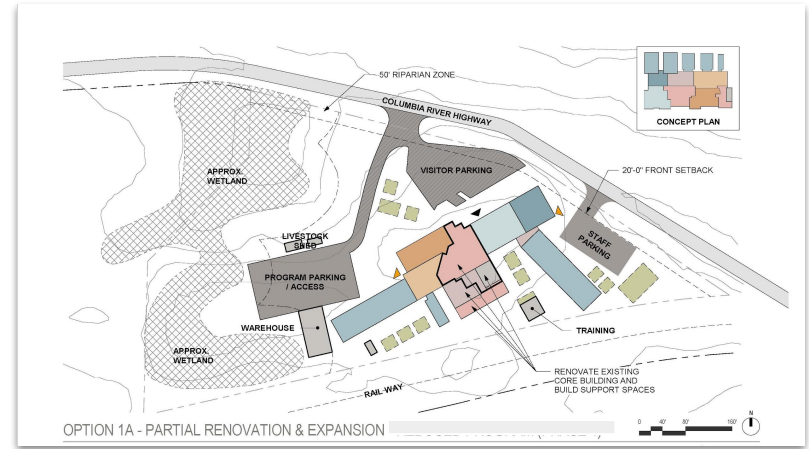 50' RIPARIAN ZONE
COLUMBIA RIVER HIGHWAY
CONCEPT PLAN
APPROX.
WETLAND
VISITOR PARKING
20'-0" FRONT SETBACK
LIVESTOCK
SHED
STAFF
PARKING
PROGRAM PARKING
/ ACCESS
WAREHOUSE
TRAINING
APPROX.
WETLAND
RENOVATE EXISTING
CORE BUILDING AND
BUILD SUPPORT SPACES
RAIL WAY
OPTION 1A - PARTIAL RENOVATION & EXPANSION
0 40' 80' 160'
N